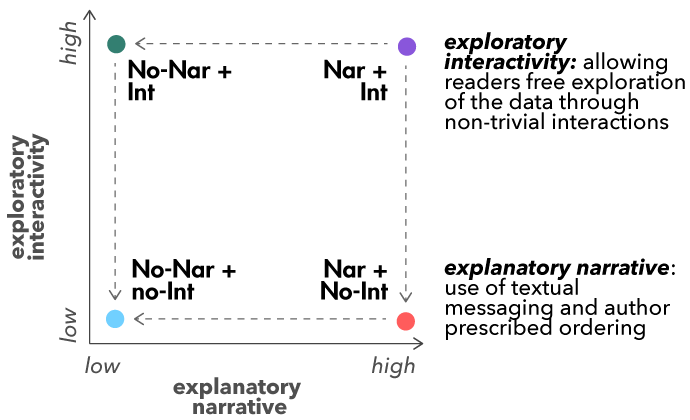 high
No-Nar +
Int
Nar +
Int
exploratory
interactivity: allowing
readers free exploration
of the data through
non-trivial interactions
exploratory
interactivity
No-Nar +
no-Int
Nar +
No-Int
explanatory narrative:
use of textual
messaging and author
prescribed ordering
low
low
high
explanatory
narrative